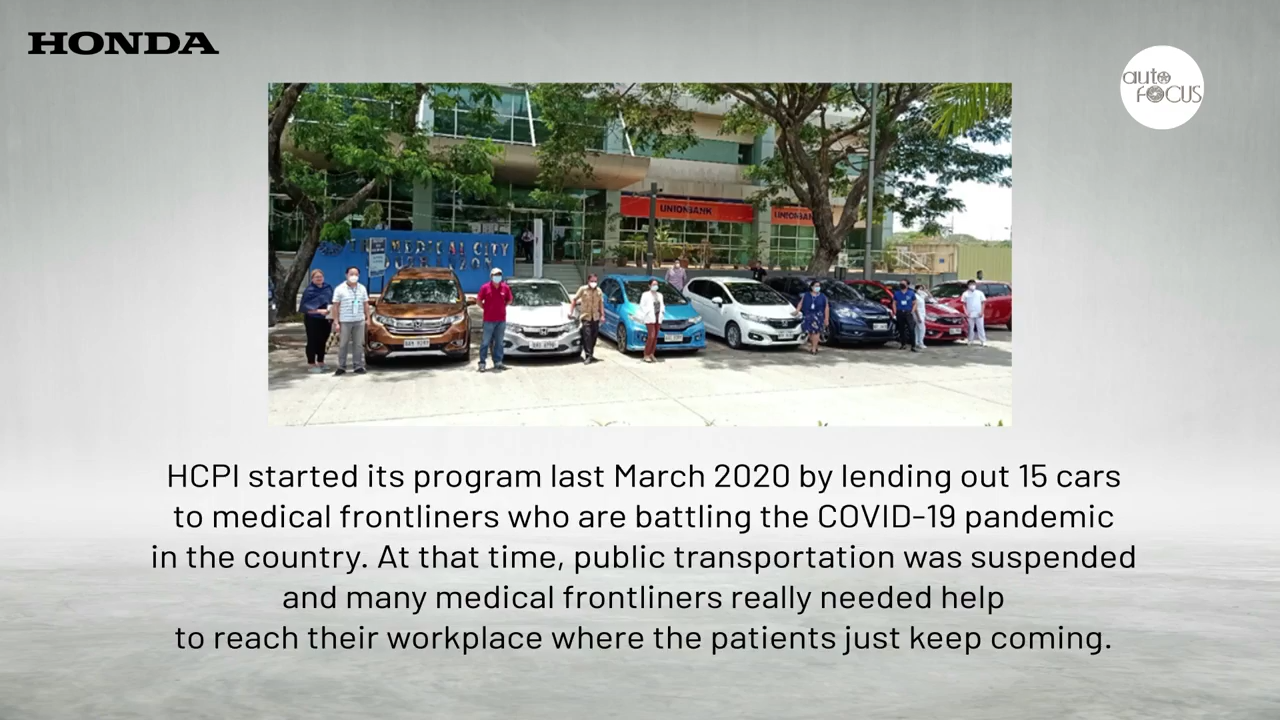 HONDA
auto
FOCUS
UNIONBANK
UNIONBANK
THE MEDICAL CITY
HCPI started its program last March 2020 by lending out 15 cars
to medical frontliners who are battling the COVID-19 pandemic
in the country. At that time, public transportation was suspended
and many medical frontliners really needed help
to reach their workplace where the patients just keep coming.